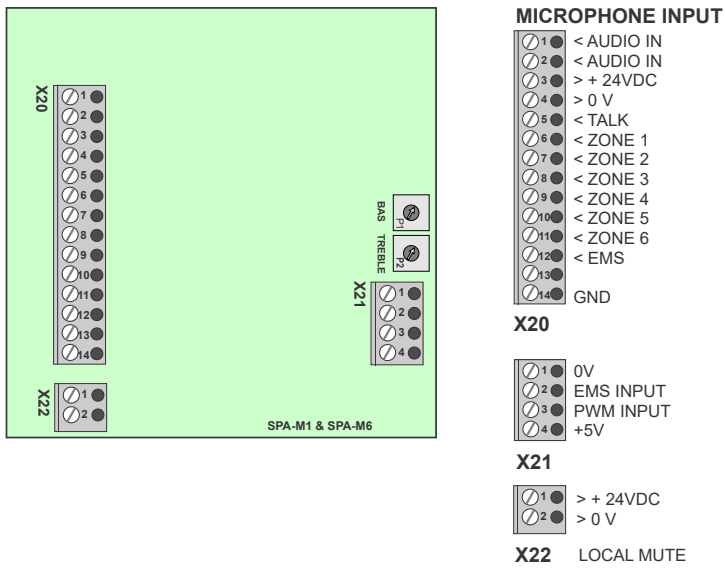 X20
1
2
3
4
5
6
7
8
9
10
11
12
13
14
BAS
P1
TREBLE
P2
X21
1
2
3
4
X22
1
2
SPA-M1 & SPA-M6
MICROPHONE INPUT
1 < AUDIO IN
2 < AUDIO IN
3 > + 24VDC
4 > 0 V
5 < TALK
6 < ZONE 1
7 < ZONE 2
8 < ZONE 3
9 < ZONE 4
10 < ZONE 5
11 < ZONE 6
12 < EMS
13
14 GND
X20
1 0V
2 EMS INPUT
3 PWM INPUT
4 +5V
X21
1 > + 24VDC
2 > 0 V
X22 LOCAL MUTE